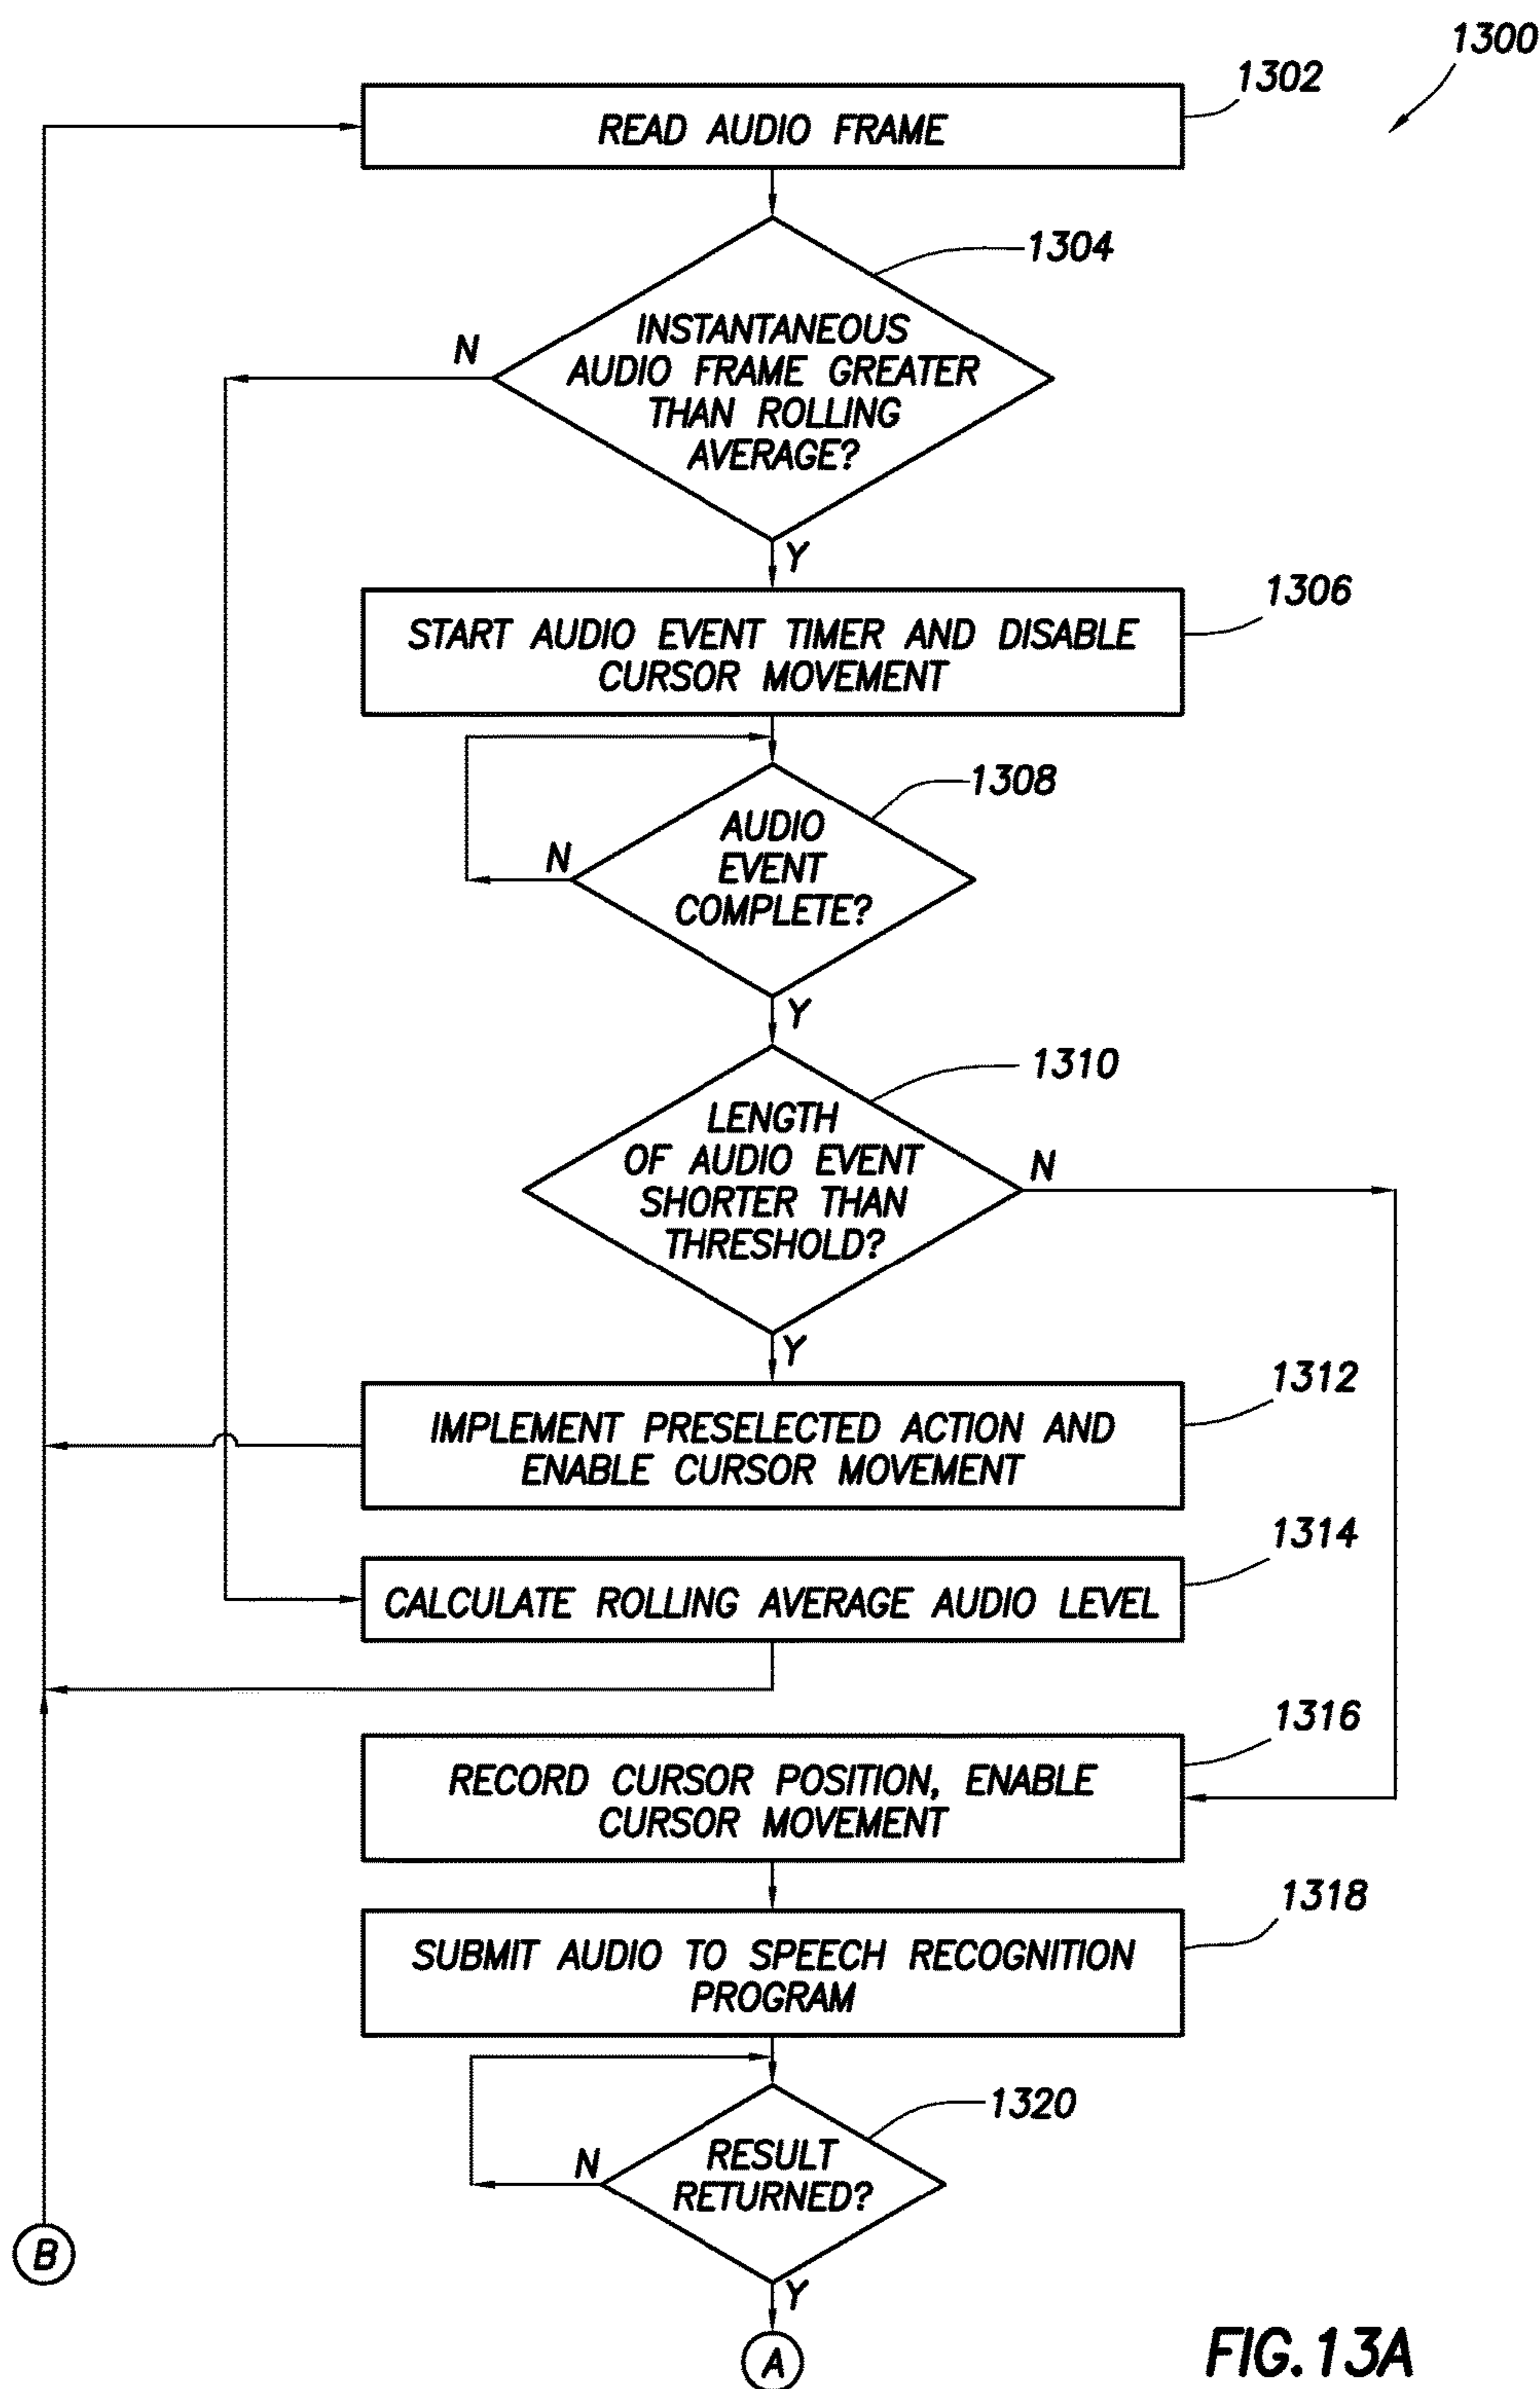 1300
1302
READ AUDIO FRAME
1304
N
INSTANTANEOUS
AUDIO FRAME GREATER
THAN ROLLING
AVERAGE?
Y
1306
START AUDIO EVENT TIMER AND DISABLE
CURSOR MOVEMENT
1308
AUDIO
EVENT
COMPLETE?
N
Y
1310
LENGTH
OF AUDIO EVENT
SHORTER THAN
THRESHOLD?
N
Y
1312
IMPLEMENT PRESELECTED ACTION AND
ENABLE CURSOR MOVEMENT
1314
CALCULATE ROLLING AVERAGE AUDIO LEVEL
1316
RECORD CURSOR POSITION, ENABLE
CURSOR MOVEMENT
1318
SUBMIT AUDIO TO SPEECH RECOGNITION
PROGRAM
1320
RESULT
RETURNED?
N
B
Y
A
FIG.13A